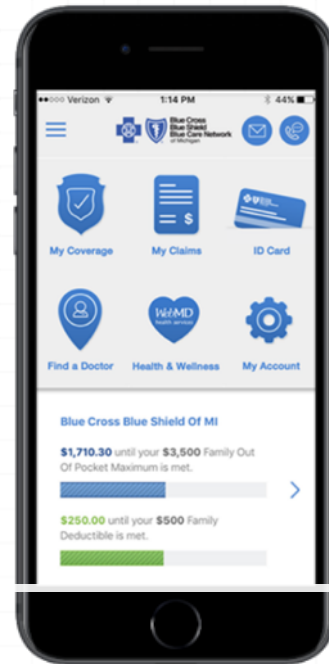 Verizon 1:14 PM 44%
Blue Cross
Blue Shield
Blue Care Network
of Michigan
My Coverage My Claims ID Card
$
WebMD
health services
Find a Doctor Health & Wellness My Account
Blue Cross Blue Shield Of MI
$1,710.30 until your $3,500 Family Out
Of Pocket Maximum is met.
$250.00 until your $500 Family
Deductible is met.